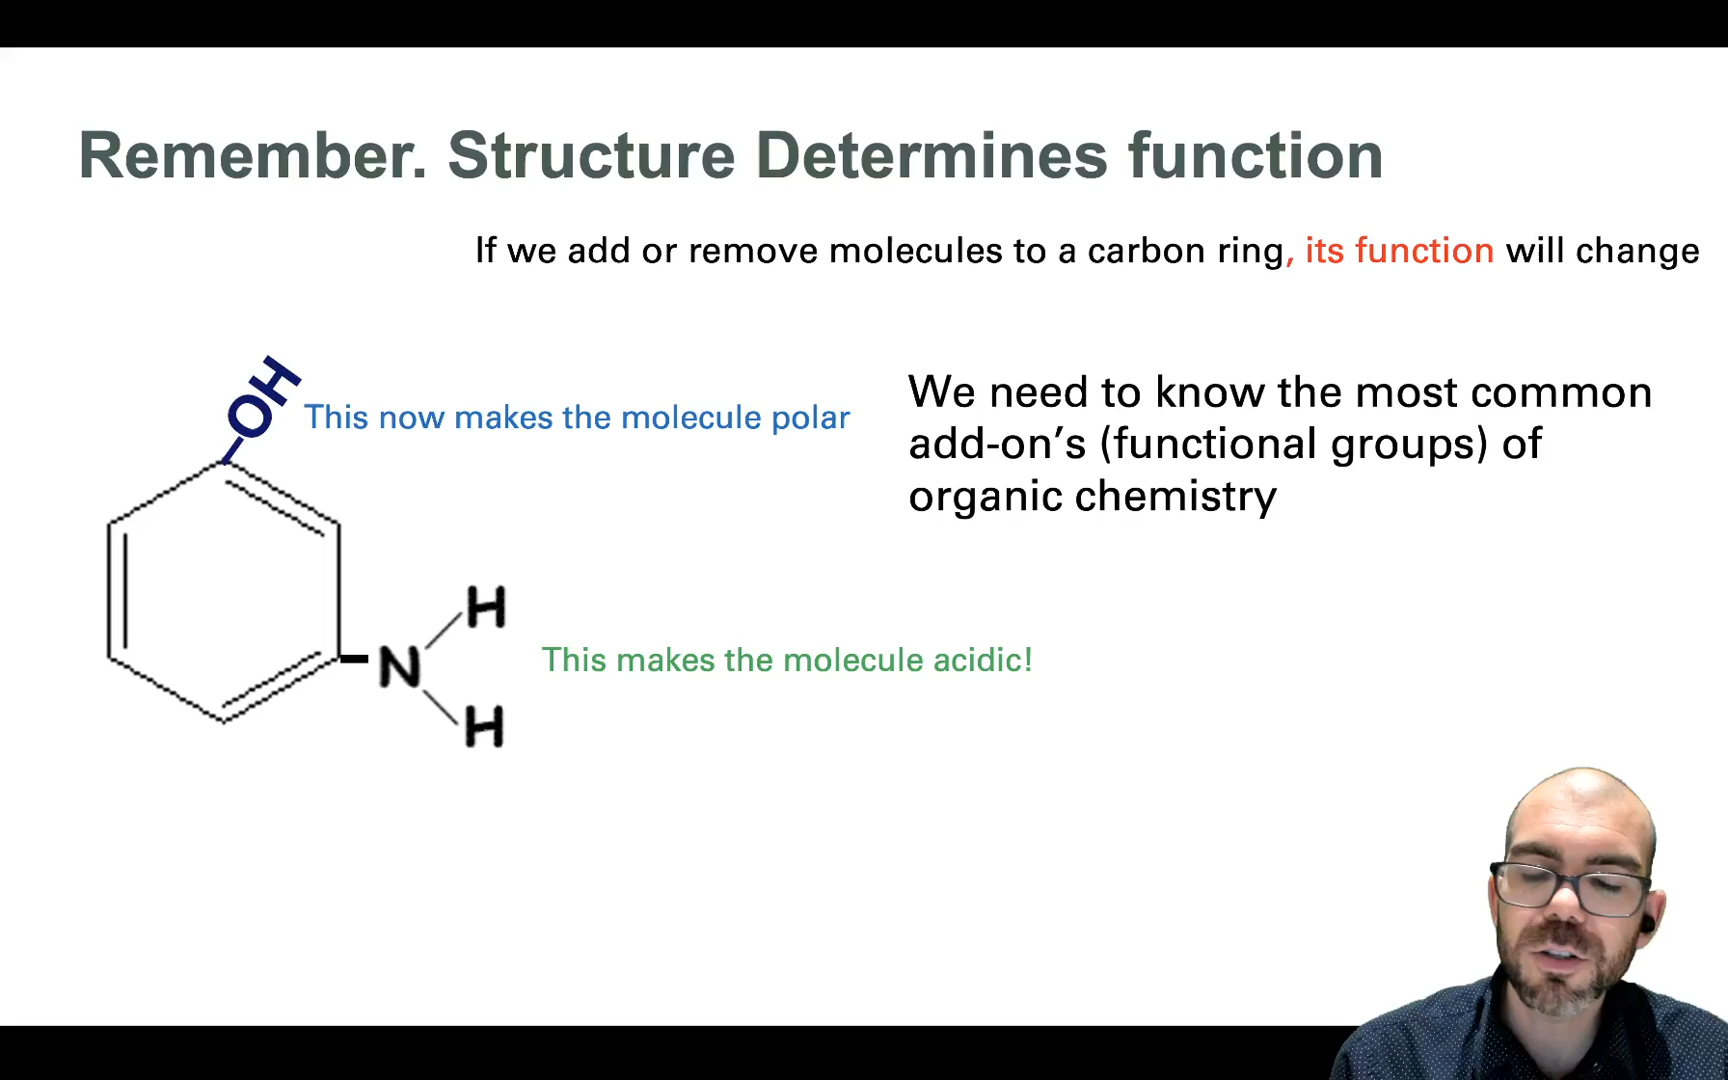 Remember. Structure Determines function
If we add or remove molecules to a carbon ring, its function will change
OH
This now makes the molecule polar
We need to know the most common
add-on’s (functional groups) of
organic chemistry
H
N
This makes the molecule acidic!
H